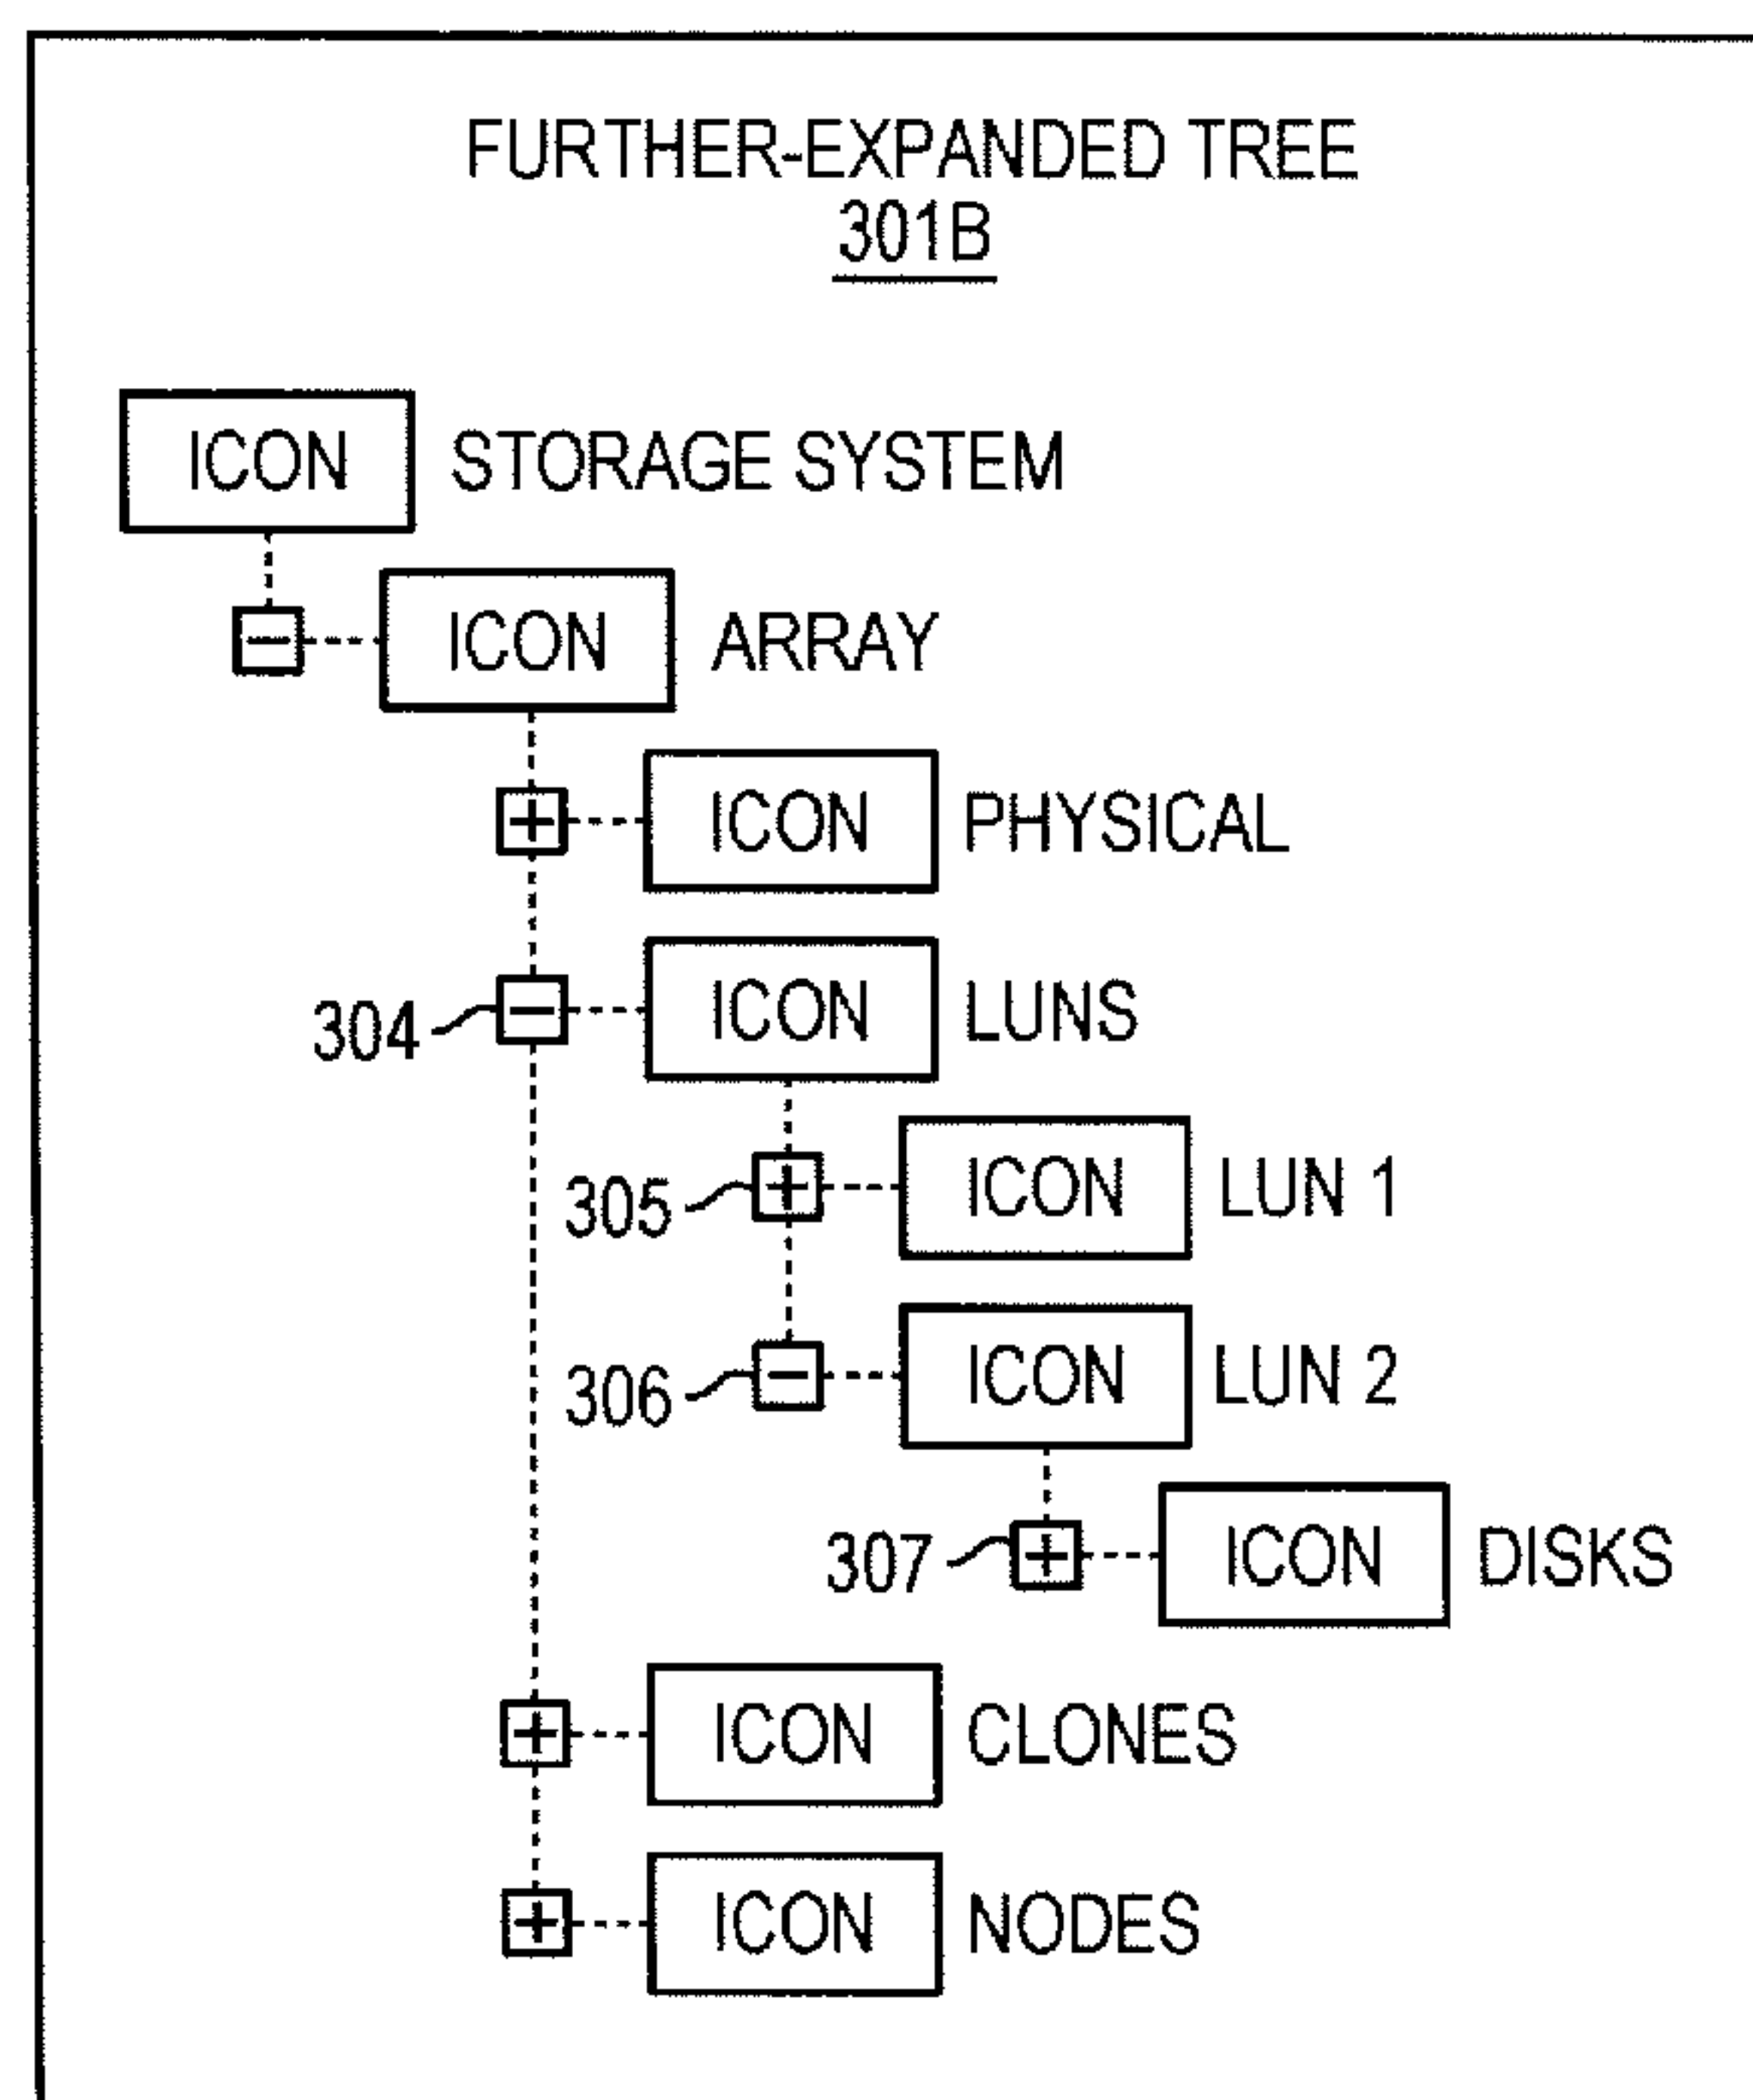 FURTHER-EXPANDED TREE
301B
ICON STORAGE SYSTEM
ICON ARRAY
ICON PHYSICAL
304 ICON LUNS
305 ICON LUN 1
306 ICON LUN 2
307 ICON DISKS
ICON CLONES
ICON NODES